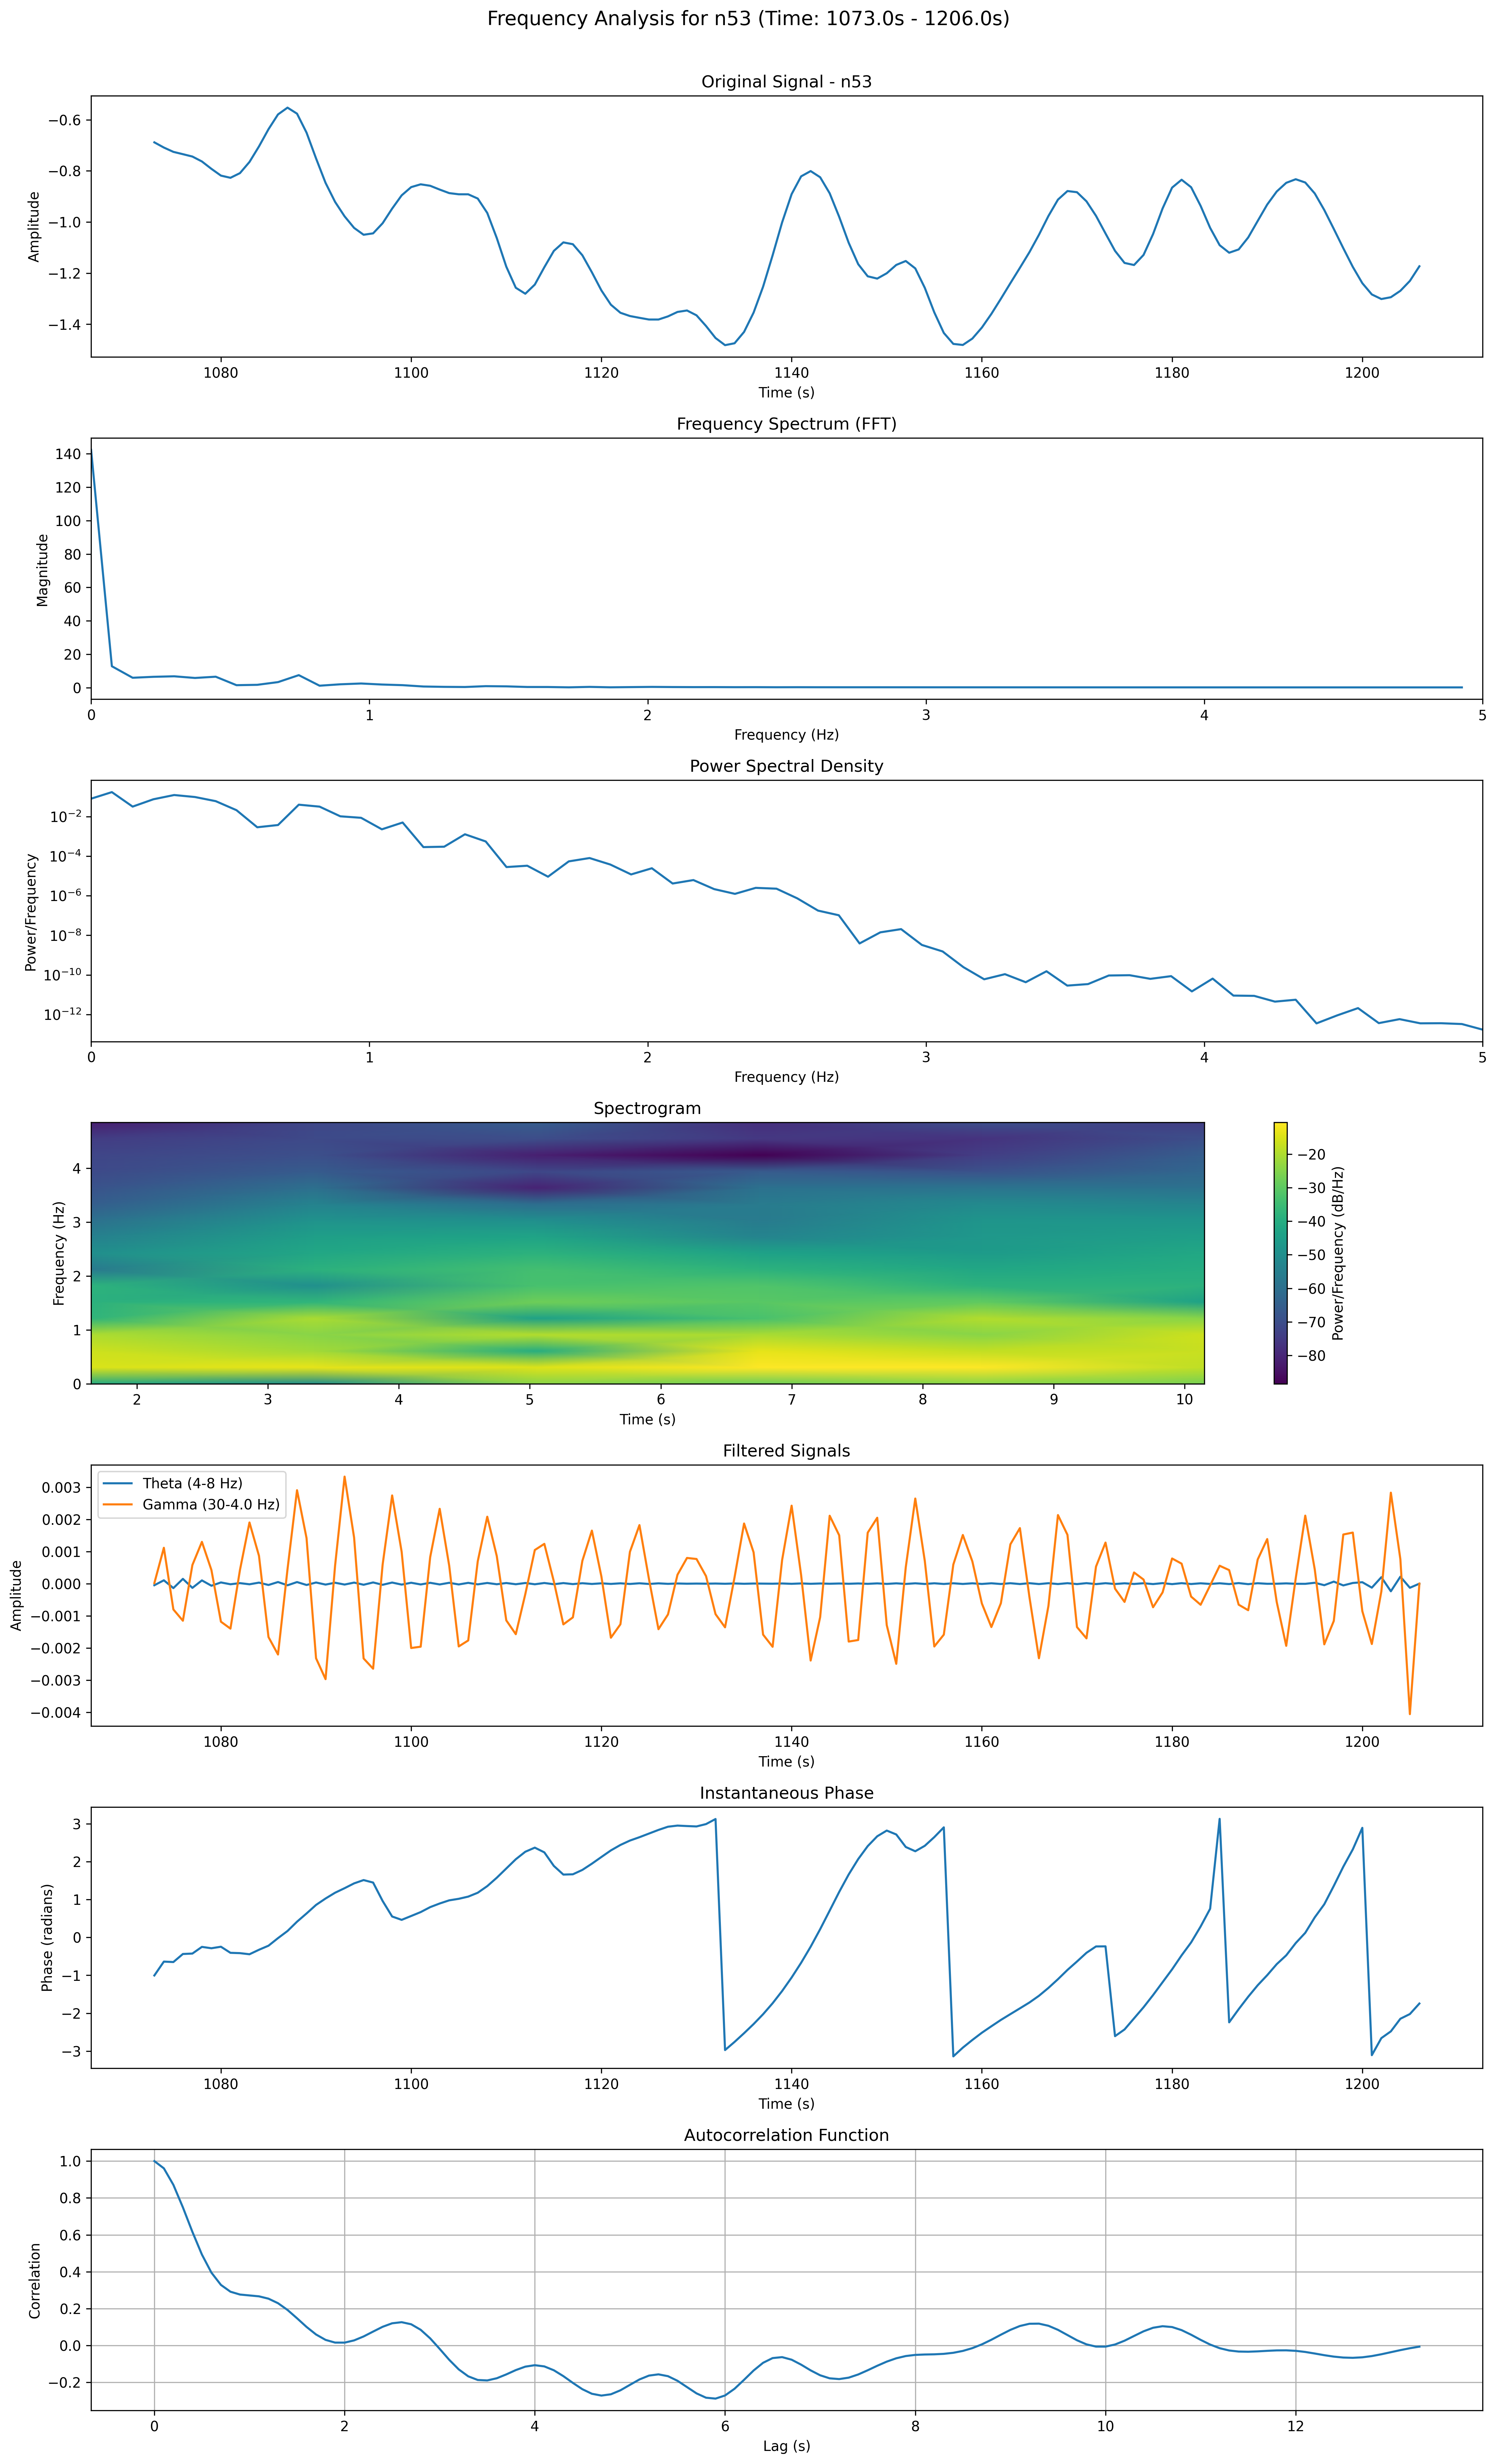 Frequency Analysis for n53 (Time: 1073.0s - 1206.0s)
Original Signal - n53
Amplitude
−0.6
−0.8
−1.0
−1.2
−1.4
1080 1100 1120 1140 1160 1180 1200
Time (s)
Frequency Spectrum (FFT)
Magnitude
140
120
100
80
60
40
20
0
0 1 2 3 4 5
Frequency (Hz)
Power Spectral Density
Power/Frequency
10⁻²
10⁻⁴
10⁻⁶
10⁻⁸
10⁻¹⁰
10⁻¹²
0 1 2 3 4 5
Frequency (Hz)
Spectrogram
Frequency (Hz)
4
3
2
1
0
2 3 4 5 6 7 8 9 10
Time (s)
−20
−30
−40
−50
−60
−70
−80
Power/Frequency (dB/Hz)
Filtered Signals
Theta (4-8 Hz)
Gamma (30-4.0 Hz)
Amplitude
0.003
0.002
0.001
0.000
−0.001
−0.002
−0.003
−0.004
1080 1100 1120 1140 1160 1180 1200
Time (s)
Instantaneous Phase
Phase (radians)
3
2
1
0
−1
−2
−3
1080 1100 1120 1140 1160 1180 1200
Time (s)
Autocorrelation Function
Correlation
1.0
0.8
0.6
0.4
0.2
0.0
−0.2
0 2 4 6 8 10 12
Lag (s)